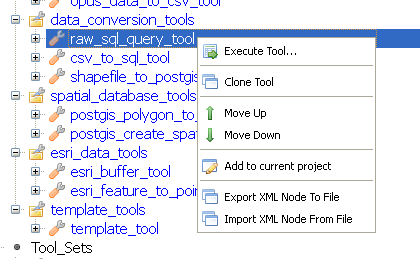 opus_data_to_csv_tool
data_conversion_tools
raw_sql_query_tool
csv_to_sql_tool
shapefile_to_postgis
spatial_database_tools
postgis_polygon_to_
postgis_create_spa
esri_data_tools
esri_buffer_tool
esri_feature_to_poi
template_tools
template_tool
Tool_Sets
Execute Tool...
Clone Tool
Move Up
Move Down
Add to current project
Export XML Node To File
Import XML Node From File